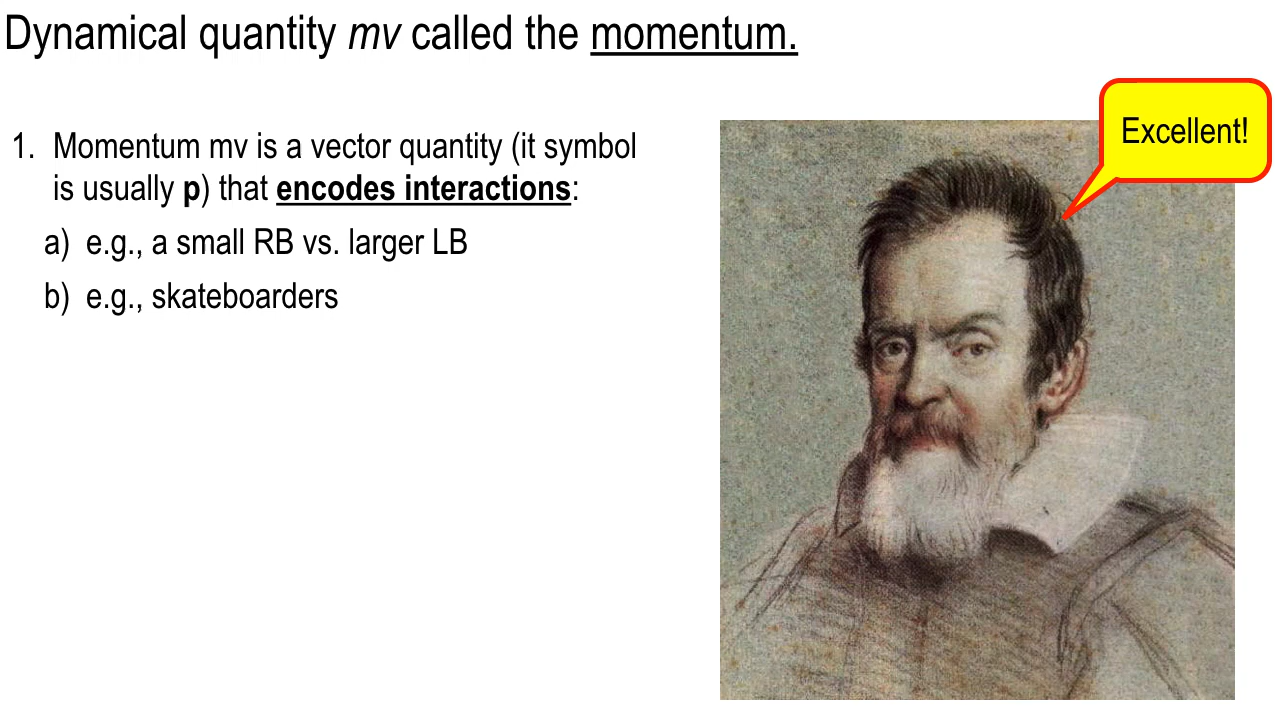 Dynamical quantity mv called the momentum.
Excellent!
1. Momentum mv is a vector quantity (it symbol
is usually p) that encodes interactions:
a) e.g., a small RB vs. larger LB
b) e.g., skateboarders